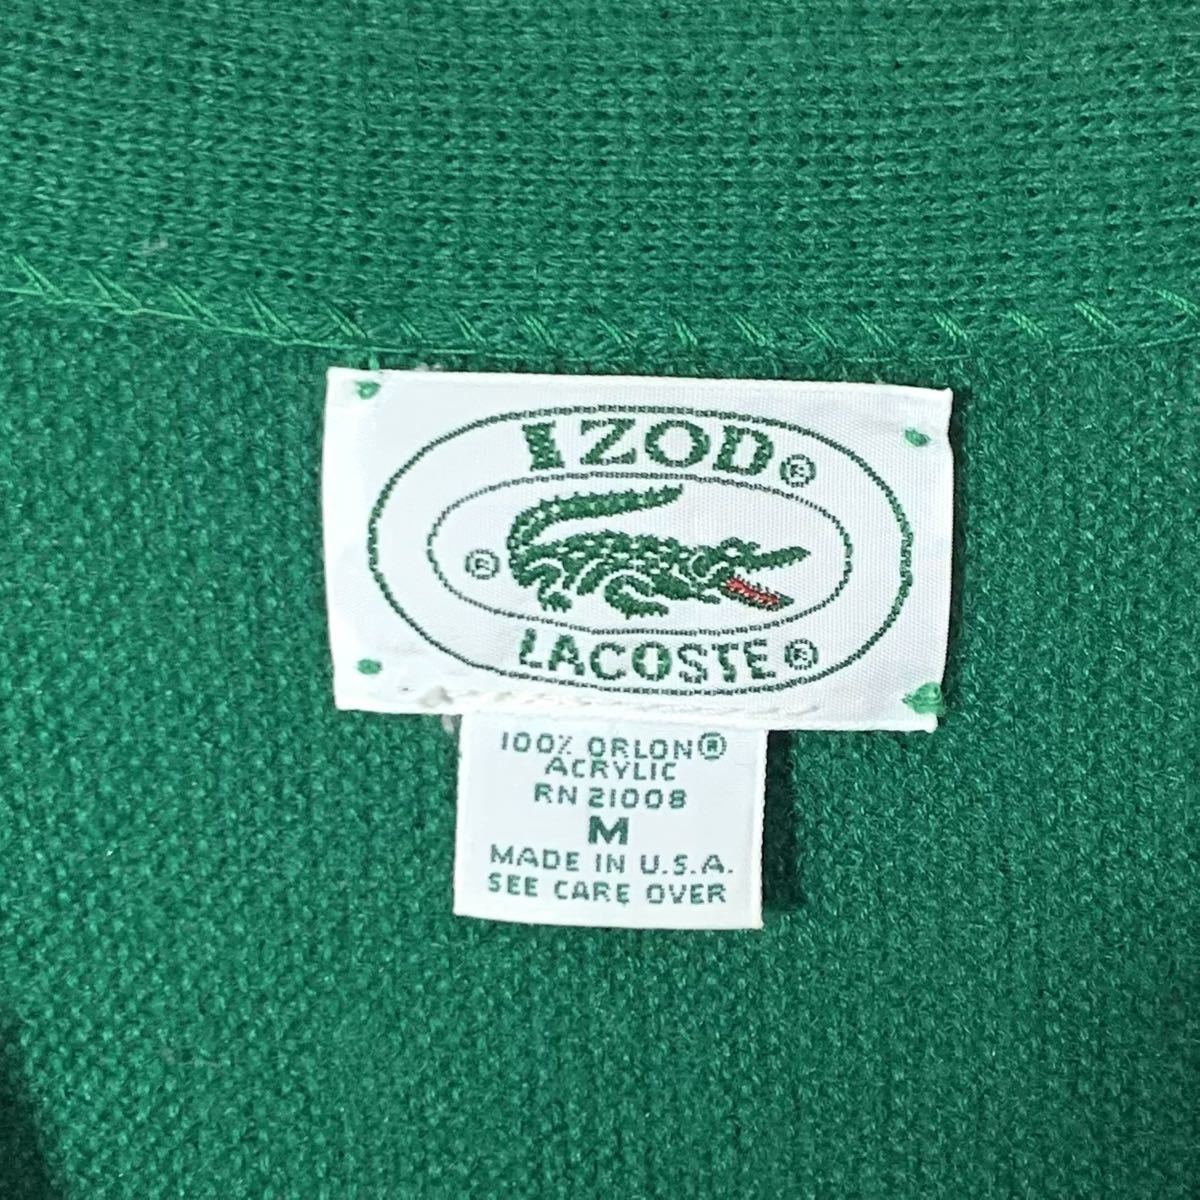 IZOD®
®
LACOSTE®
100% ORLON®
ACRYLIC
RN 21008
M
MADE IN U.S.A.
SEE CARE OVER